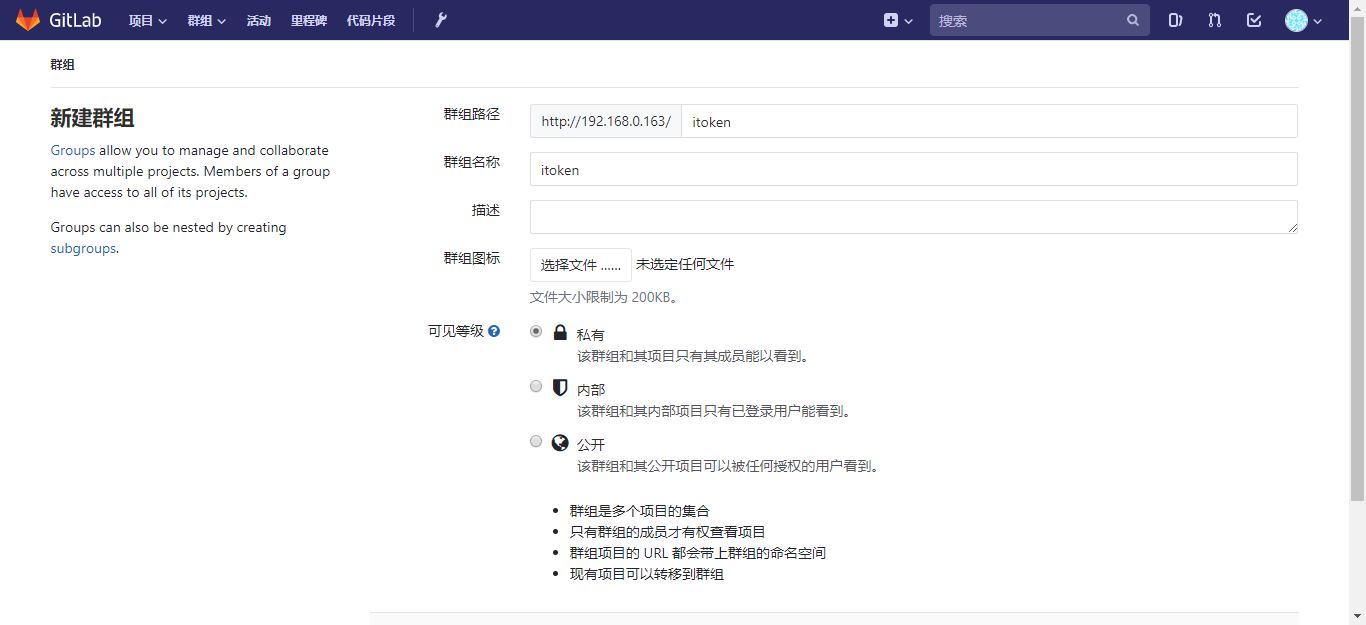 GitLab 项目 群组 活动 里程碑 代码片段 搜索
群组
新建群组
Groups allow you to manage and collaborate
across multiple projects. Members of a group
have access to all of its projects.
Groups can also be nested by creating
subgroups.
群组路径 http://192.168.0.163/ itoken
群组名称 itoken
描述
群组图标 选择文件 ...... 未选定任何文件
文件大小限制为 200KB。
可见等级 私有
该群组和其项目只有其成员能以看到。
内部
该群组和其内部项目只有已登录用户能看到。
公开
该群组和其公开项目可以被任何授权的用户看到。
• 群组是多个项目的集合
• 只有群组的成员才有权查看项目
• 群组项目的 URL 都会带上群组的命名空间
• 现有项目可以转移到群组